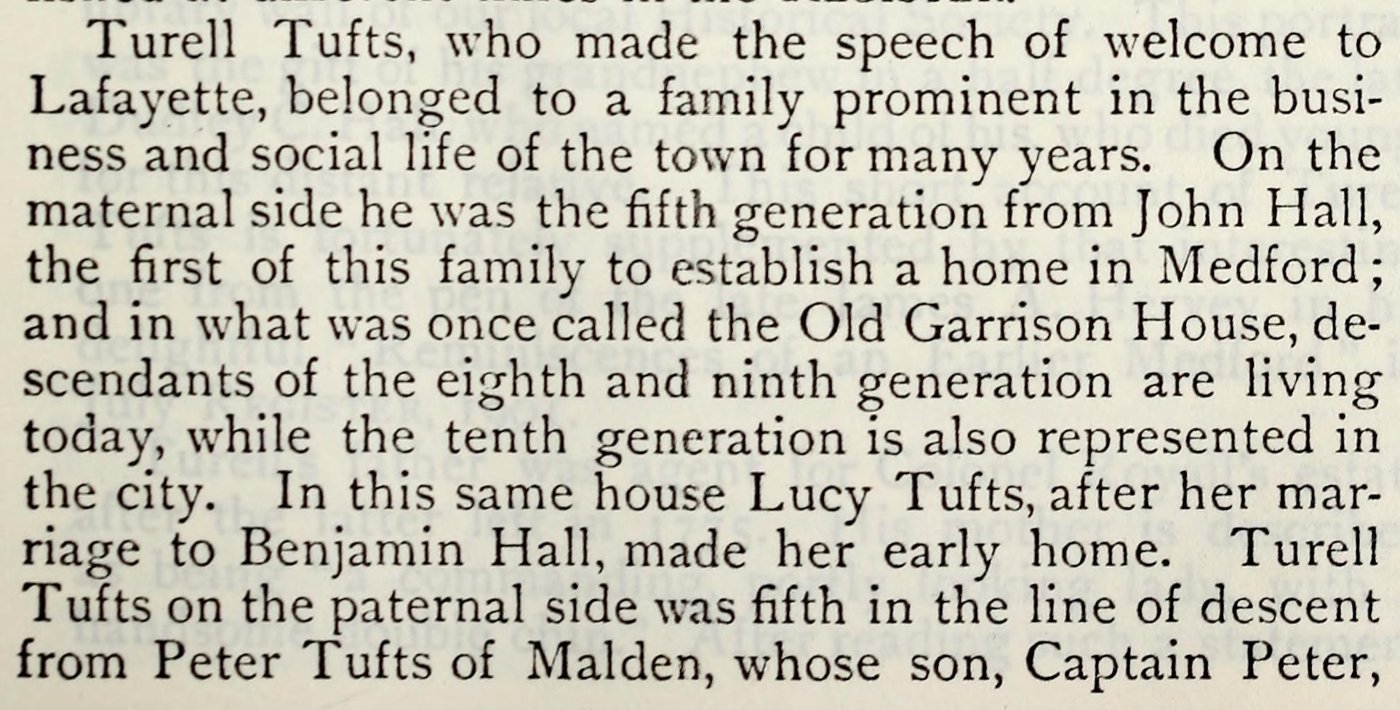 Turell Tufts, who made the speech of welcome to
Lafayette, belonged to a family prominent in the busi-
ness and social life of the town for many years. On the
maternal side he was the fifth generation from John Hall,
the first of this family to establish a home in Medford;
and in what was once called the Old Garrison House, de-
scendants of the eighth and ninth generation are living
today, while the tenth generation is also represented in
the city. In this same house Lucy Tufts, after her mar-
riage to Benjamin Hall, made her early home. Turell
Tufts on the paternal side was fifth in the line of descent
from Peter Tufts of Malden, whose son, Captain Peter,